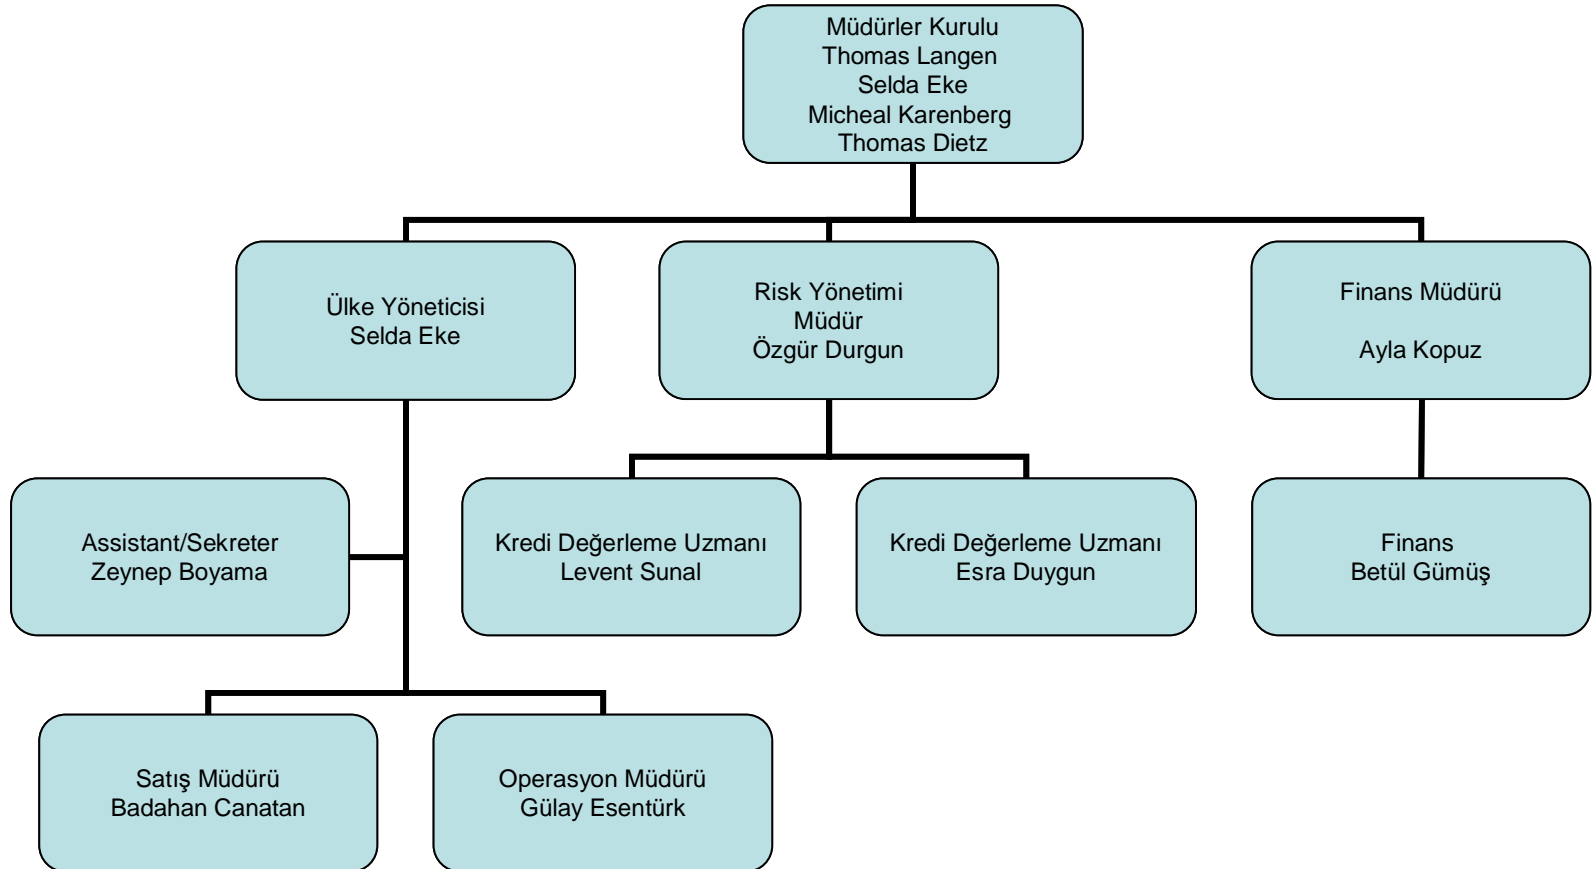 Müdürler Kurulu
Thomas Langen
Selda Eke
Micheal Karenberg
Thomas Dietz
Ülke Yöneticisi
Selda Eke
Risk Yönetimi
Müdür
Özgür Durgun
Finans Müdürü
Ayla Kopuz
Assistant/Sekreter
Zeynep Boyama
Kredi Değerleme Uzmanı
Levent Sunal
Kredi Değerleme Uzmanı
Esra Duygun
Finans
Betül Gümüş
Satış Müdürü
Badahan Canatan
Operasyon Müdürü
Gülay Esentürk